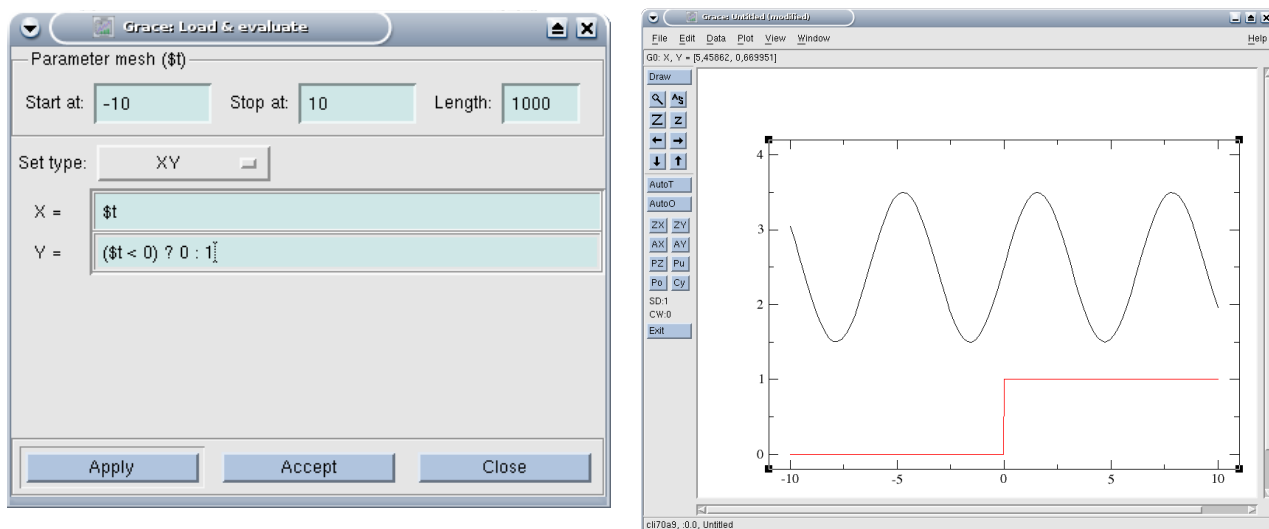 Grace: Load & evaluate
Parameter mesh ($t)
Start at: -10 Stop at: 10 Length: 1000
Set type: XY
X = $t
Y = ($t < 0) ? 0 : 1
Apply Accept Close
Grace: Untitled (modified)
File Edit Data Plot View Window Help
G0: X, Y = [5,45862, 0,669951]
Draw
A S
Z z
AutoT
AutoO
ZX ZY
AX AY
PZ Pu
Po Cy
SD:1
CW:0
Exit
4
3
2
1
0
-10 -5 0 5 10
cli70a9, :0.0, Untitled